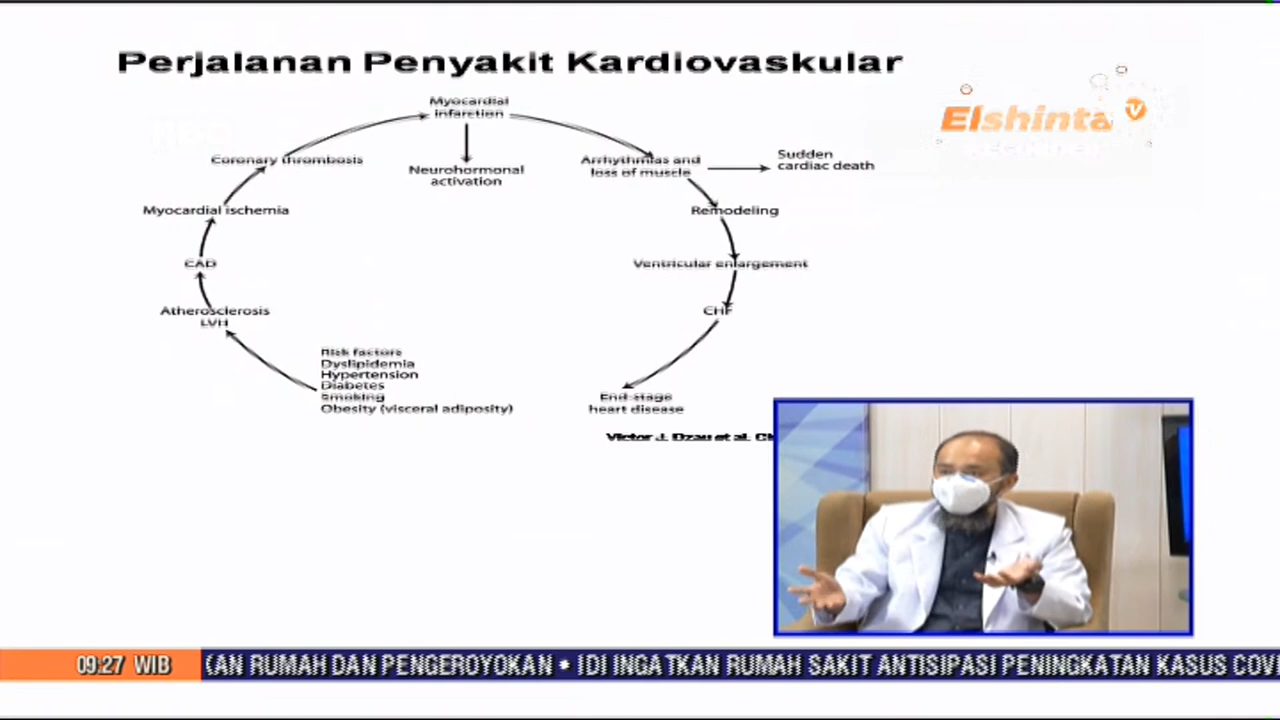 Perjalanan Penyakit Kardiovaskular
Elshinta TV
Myocardial
infarction
Coronary thrombosis
Neurohormonal
activation
Arrhythmias and
loss of muscle
Sudden
cardiac death
Myocardial ischemia
Remodeling
CAD
Ventricular enlargement
Atherosclerosis
LVH
CHF
Risk factors
Dyslipidemia
Hypertension
Diabetes
Smoking
Obesity (visceral adiposity)
End-stage
heart disease
Victor J. Dzau et al.
09:27 WIB
KAN RUMAH DAN PENGEROYOKAN * IDI INGATKAN RUMAH SAKIT ANTISIPASI PENINGKATAN KASUS COVI